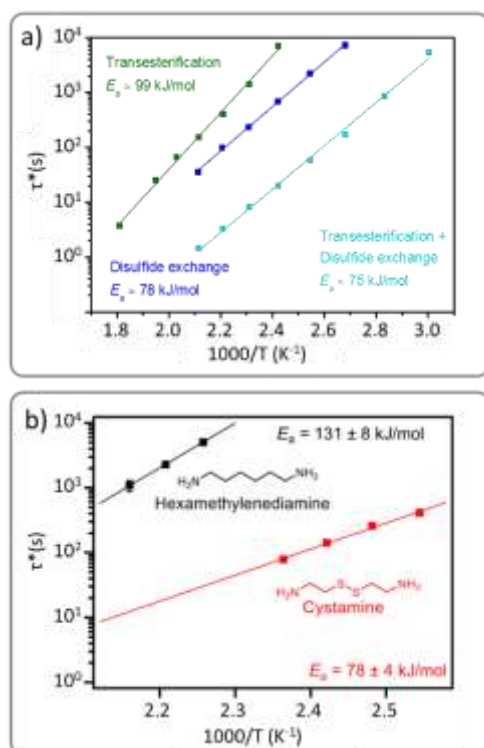 a)
10⁴
10³
10²
10¹
10⁰
τ*(s)
Transesterification
Eₐ = 99 kJ/mol
Disulfide exchange
Eₐ = 78 kJ/mol
Transesterification +
Disulfide exchange
Eₐ = 75 kJ/mol
1.8 2.0 2.2 2.4 2.6 2.8 3.0
1000/T (K⁻¹)
b)
10⁴
10³
10²
10¹
10⁰
τ*(s)
Eₐ = 131 ± 8 kJ/mol
H₂N NH₂
Hexamethylenediamine
H₂N S S NH₂
Cystamine
Eₐ = 78 ± 4 kJ/mol
2.2 2.3 2.4 2.5
1000/T (K⁻¹)